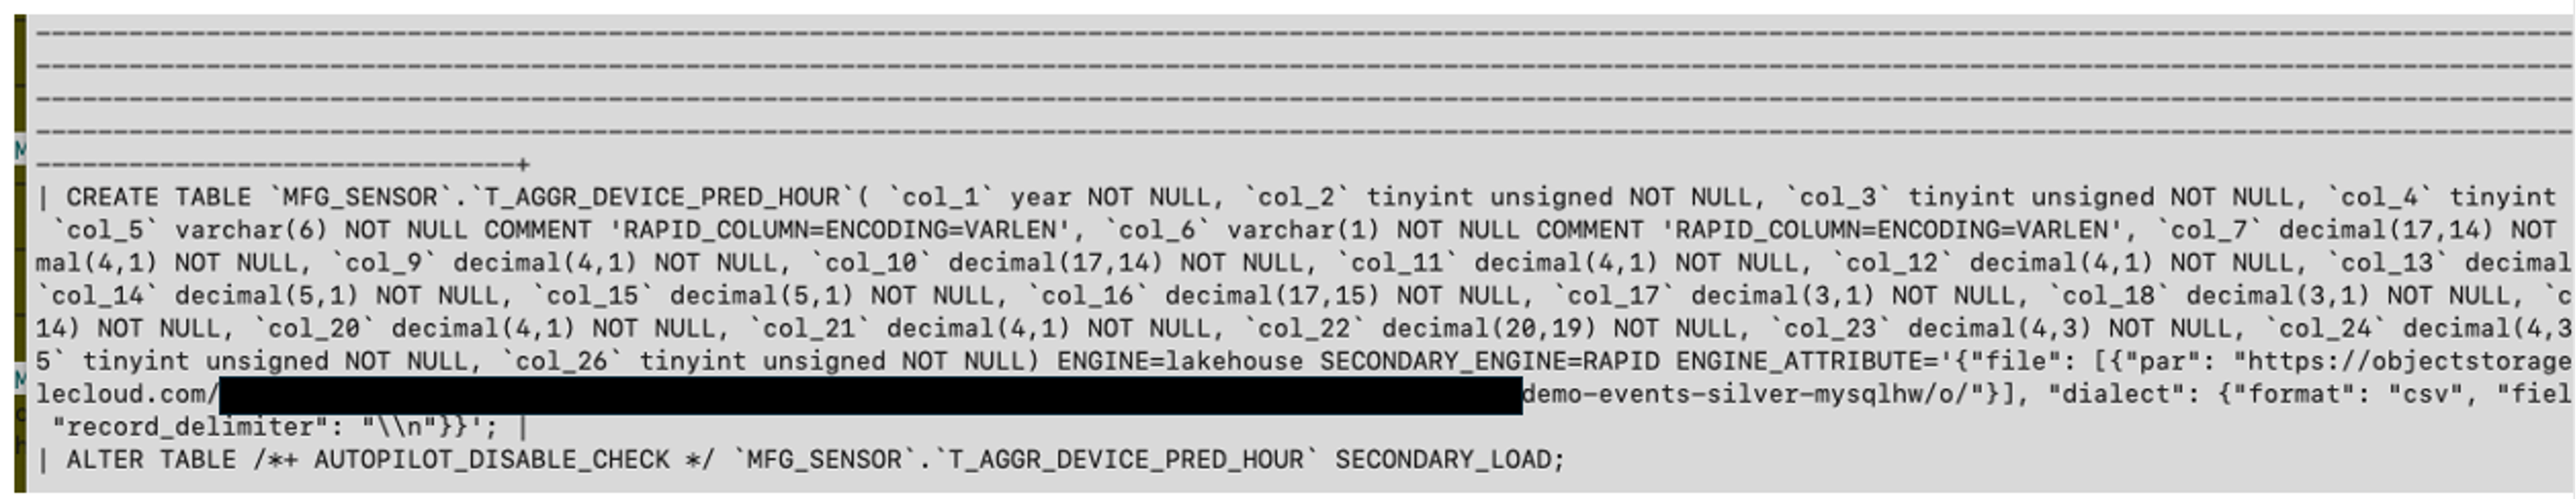 --------------------------------+
| CREATE TABLE `MFG_SENSOR`.`T_AGGR_DEVICE_PRED_HOUR`( `col_1` year NOT NULL, `col_2` tinyint unsigned NOT NULL, `col_3` tinyint unsigned NOT NULL, `col_4` tinyint
`col_5` varchar(6) NOT NULL COMMENT 'RAPID_COLUMN=ENCODING=VARLEN', `col_6` varchar(1) NOT NULL COMMENT 'RAPID_COLUMN=ENCODING=VARLEN', `col_7` decimal(17,14) NOT
mal(4,1) NOT NULL, `col_9` decimal(4,1) NOT NULL, `col_10` decimal(17,14) NOT NULL, `col_11` decimal(4,1) NOT NULL, `col_12` decimal(4,1) NOT NULL, `col_13` decimal
`col_14` decimal(5,1) NOT NULL, `col_15` decimal(5,1) NOT NULL, `col_16` decimal(17,15) NOT NULL, `col_17` decimal(3,1) NOT NULL, `col_18` decimal(3,1) NOT NULL, `c
14) NOT NULL, `col_20` decimal(4,1) NOT NULL, `col_21` decimal(4,1) NOT NULL, `col_22` decimal(20,19) NOT NULL, `col_23` decimal(4,3) NOT NULL, `col_24` decimal(4,3
5` tinyint unsigned NOT NULL, `col_26` tinyint unsigned NOT NULL) ENGINE=lakehouse SECONDARY_ENGINE=RAPID ENGINE_ATTRIBUTE='{"file": [{"par": "https://objectstorage
lecloud.com/ demo-events-silver-mysqlhw/o/"}], "dialect": {"format": "csv", "fiel
"record_delimiter": "\\n"}}'; |
| ALTER TABLE /*+ AUTOPILOT_DISABLE_CHECK */ `MFG_SENSOR`.`T_AGGR_DEVICE_PRED_HOUR` SECONDARY_LOAD;